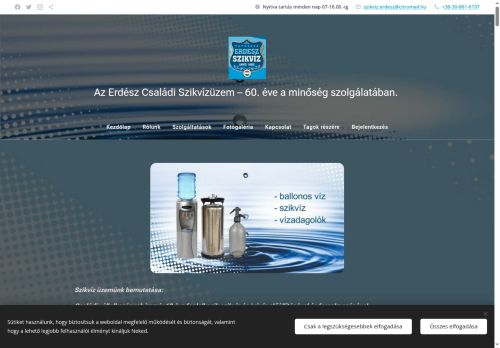 Nyitva tartás minden nap 07-16.00. -ig
szikviz.erdesz@citromail.hu
+36-30-861-6197
ERDÉSZ
SZIKVÍZ
Az Erdész Családi Szikvízüzem – 60. éve a minőség szolgálatában.
Kezdőlap Rólunk Szolgáltatások Fotógaléria Kapcsolat Tagok részére Bejelentkezés
- ballonos víz
- szikvíz
- vízadagolók
Szikvíz üzemünk bemutatása:
Sütiket használunk, hogy biztosítsuk a weboldal megfelelő működését és biztonságát, valamint
hogy a lehető legjobb felhasználói élményt kínáljuk Neked.
Csak a legszükségesebbek elfogadása
Összes elfogadása